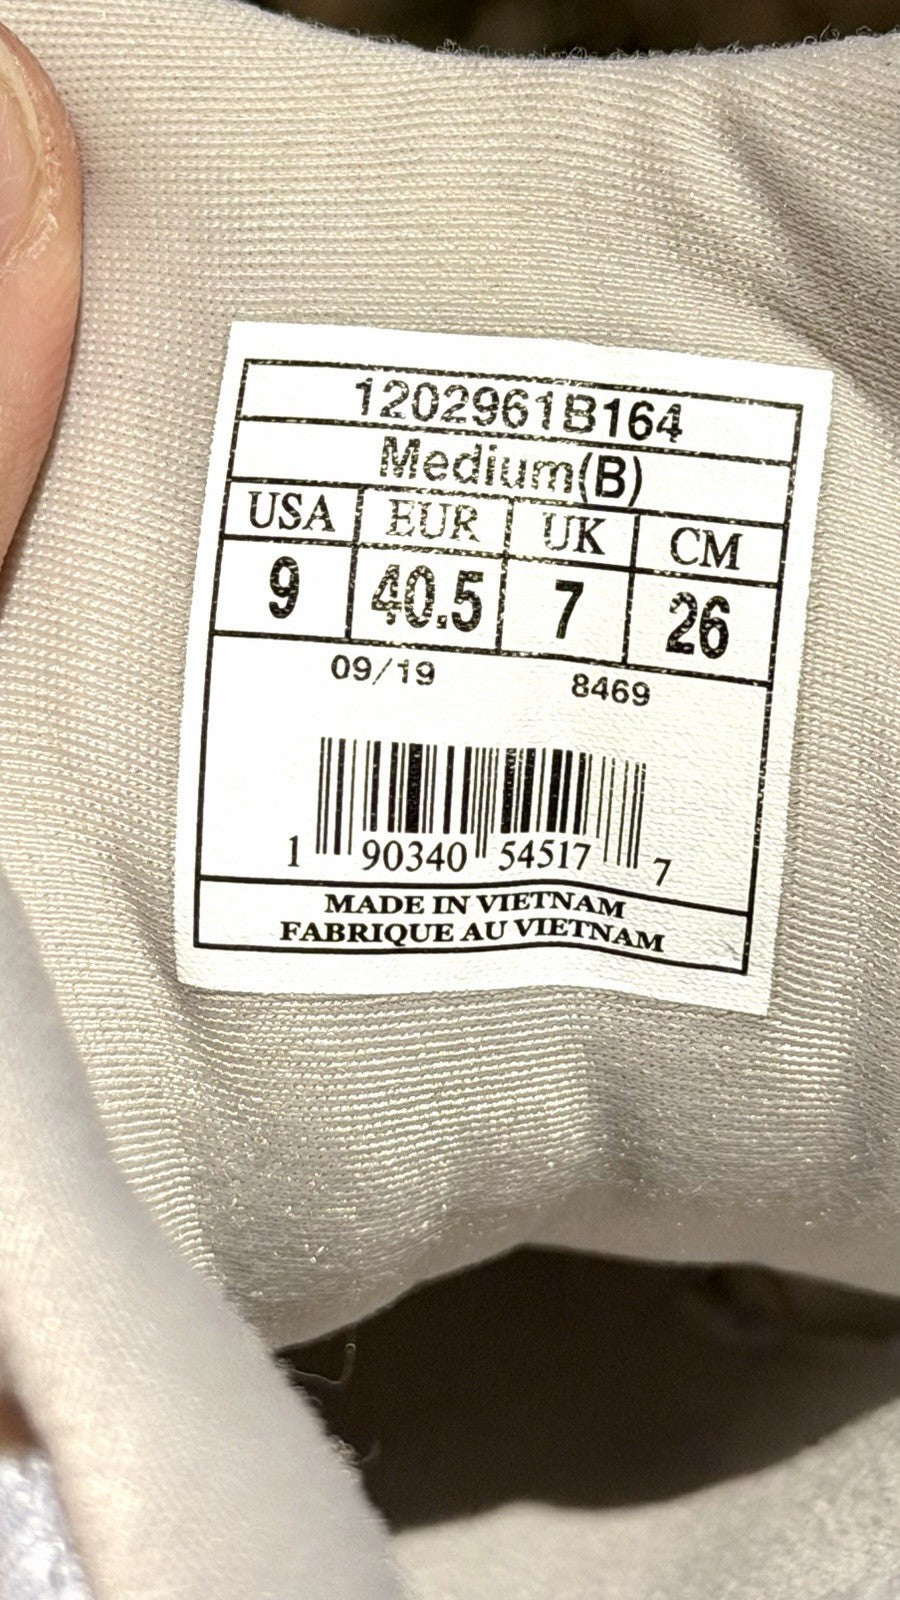 1202961B164
Medium(B)
USA EUR UK CM
9 40.5 7 26
09/19 8469
1 90340 54517 7
MADE IN VIETNAM
FABRIQUE AU VIETNAM